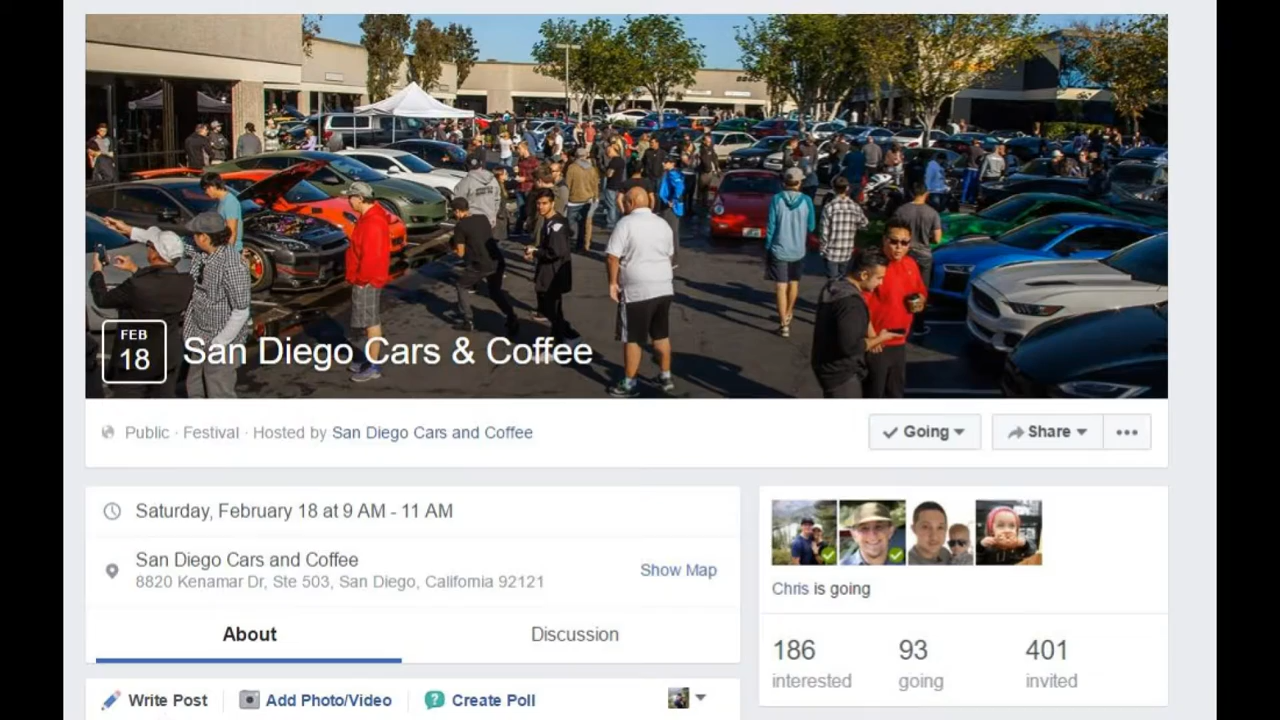 FEB
18
San Diego Cars & Coffee
Public · Festival · Hosted by San Diego Cars and Coffee
Going
Share
Saturday, February 18 at 9 AM - 11 AM
San Diego Cars and Coffee
8820 Kenamar Dr, Ste 503, San Diego, California 92121
Show Map
About
Discussion
Write Post
Add Photo/Video
Create Poll
Chris is going
186 93 401
interested going invited